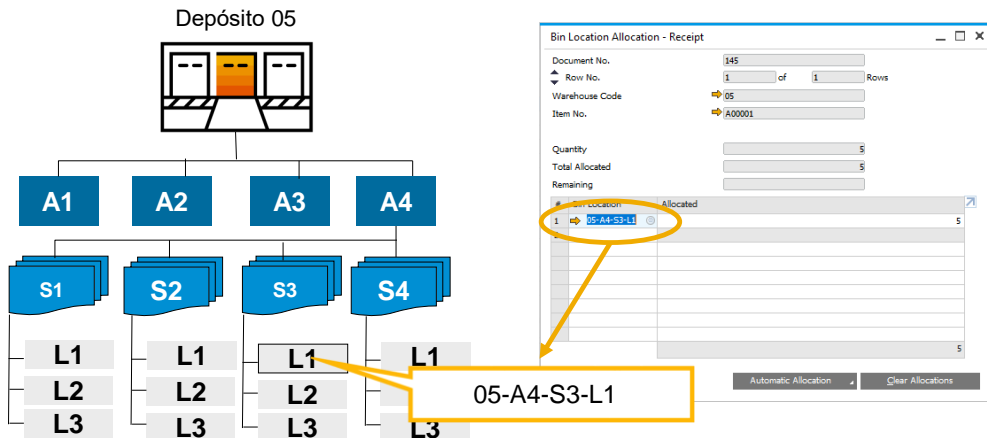 Depósito 05
A1
A2
A3
A4
S1
S2
S3
S4
L1
L2
L3
L1
L2
L3
L1
L2
L3
L1
L3
05-A4-S3-L1
Bin Location Allocation - Receipt
Document No. 145
Row No. 1 of 1 Rows
Warehouse Code 05
Item No. A00001
Quantity 5
Total Allocated 5
Remaining
# Bin Location Allocated
1 05-A4-S3-L1 5
5
Automatic Allocation Clear Allocations